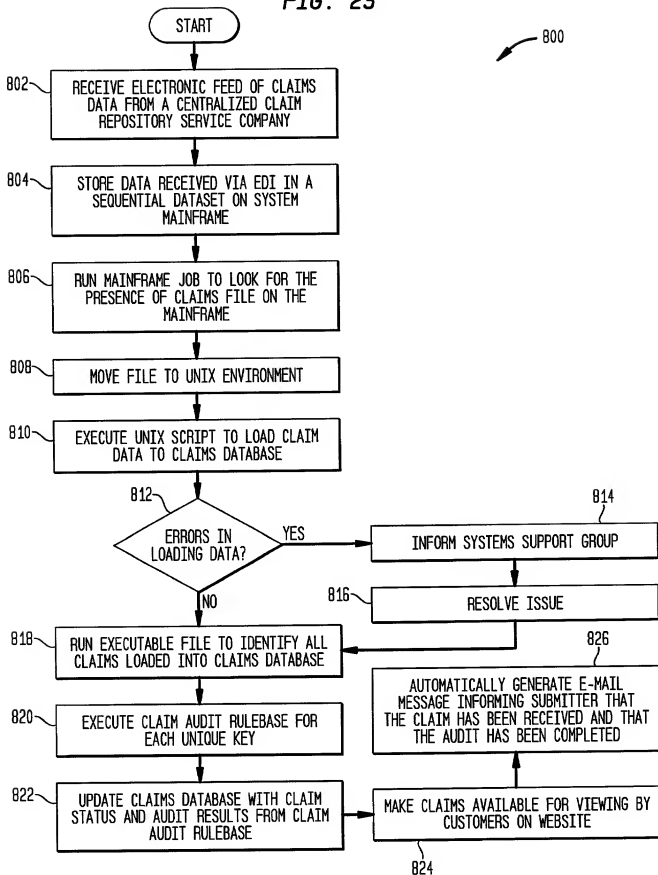 FIG. 23
START
800
802
RECEIVE ELECTRONIC FEED OF CLAIMS
DATA FROM A CENTRALIZED CLAIM
REPOSITORY SERVICE COMPANY
804
STORE DATA RECEIVED VIA EDI IN A
SEQUENTIAL DATASET ON SYSTEM
MAINFRAME
806
RUN MAINFRAME JOB TO LOOK FOR THE
PRESENCE OF CLAIMS FILE ON THE
MAINFRAME
808
MOVE FILE TO UNIX ENVIRONMENT
810
EXECUTE UNIX SCRIPT TO LOAD CLAIM
DATA TO CLAIMS DATABASE
812
ERRORS IN
LOADING DATA?
YES
NO
814
INFORM SYSTEMS SUPPORT GROUP
816
RESOLVE ISSUE
818
RUN EXECUTABLE FILE TO IDENTIFY ALL
CLAIMS LOADED INTO CLAIMS DATABASE
820
EXECUTE CLAIM AUDIT RULEBASE FOR
EACH UNIQUE KEY
822
UPDATE CLAIMS DATABASE WITH CLAIM
STATUS AND AUDIT RESULTS FROM CLAIM
AUDIT RULEBASE
824
MAKE CLAIMS AVAILABLE FOR VIEWING BY
CUSTOMERS ON WEBSITE
826
AUTOMATICALLY GENERATE E-MAIL
MESSAGE INFORMING SUBMITTER THAT
THE CLAIM HAS BEEN RECEIVED AND THAT
THE AUDIT HAS BEEN COMPLETED